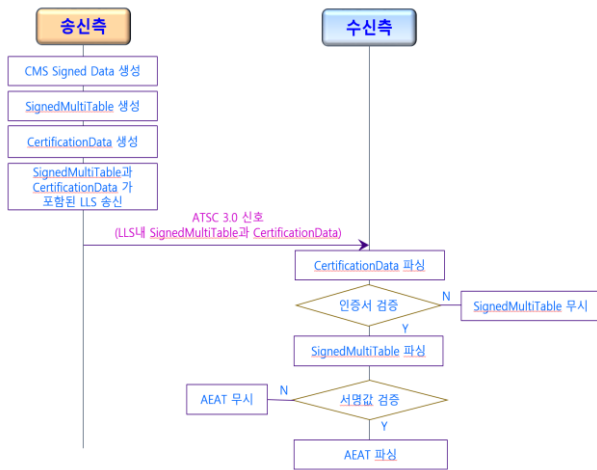 송신측
수신측
CMS Signed Data 생성
SignedMultiTable 생성
CertificationData 생성
SignedMultiTable과
CertificationData 가
포함된 LLS 송신
ATSC 3.0 신호
(LLS내 SignedMultiTable과 CertificationData)
CertificationData 파싱
인증서 검증
N
SignedMultiTable 무시
Y
SignedMultiTable 파싱
AEAT 무시
N
서명값 검증
Y
AEAT 파싱